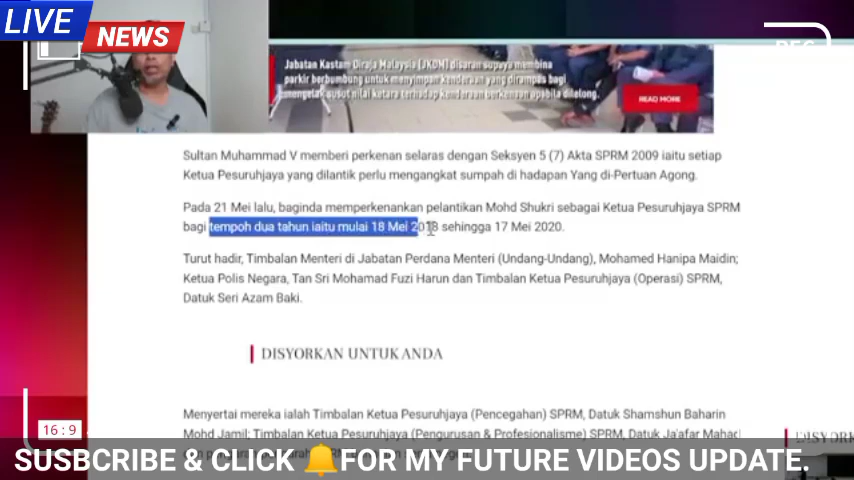 LIVE
NEWS
REC
Jabatan Kastam Diraja Malaysia (JKDM) disaran supaya membina
parkir berbumbung untuk menyimpan kenderaan yang dirampas bagi
mengelak susut nilai ketara terhadap kenderaan berkenaan apabila dilelong.
READ MORE
Sultan Muhammad V memberi perkenan selaras dengan Seksyen 5 (7) Akta SPRM 2009 iaitu setiap
Ketua Pesuruhjaya yang dilantik perlu mengangkat sumpah di hadapan Yang di-Pertuan Agong.
Pada 21 Mei lalu, baginda memperkenankan pelantikan Mohd Shukri sebagai Ketua Pesuruhjaya SPRM
bagi tempoh dua tahun iaitu mulai 18 Mei 2018 sehingga 17 Mei 2020.
Turut hadir, Timbalan Menteri di Jabatan Perdana Menteri (Undang-Undang), Mohamed Hanipa Maidin;
Ketua Polis Negara, Tan Sri Mohamad Fuzi Harun dan Timbalan Ketua Pesuruhjaya (Operasi) SPRM,
Datuk Seri Azam Baki.
DISYORKAN UNTUK ANDA
Menyertai mereka ialah Timbalan Ketua Pesuruhjaya (Pencegahan) SPRM, Datuk Shamshun Baharin
Mohd Jamil; Timbalan Ketua Pesuruhjaya (Pengurusan & Profesionalisme) SPRM, Datuk Ja'afar Mahad
16:9
SUSBCRIBE & CLICK 🔔FOR MY FUTURE VIDEOS UPDATE.